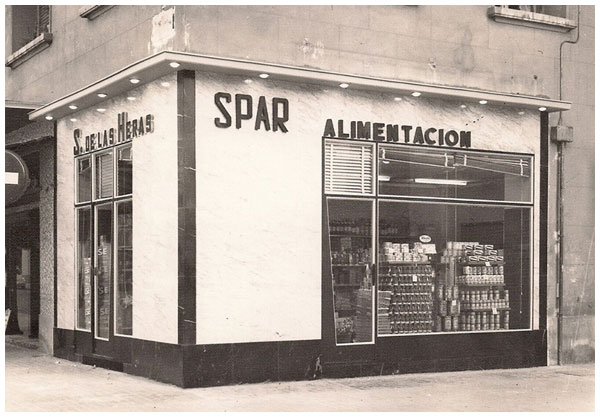 S. DE LAS HERAS
SPAR
ALIMENTACION